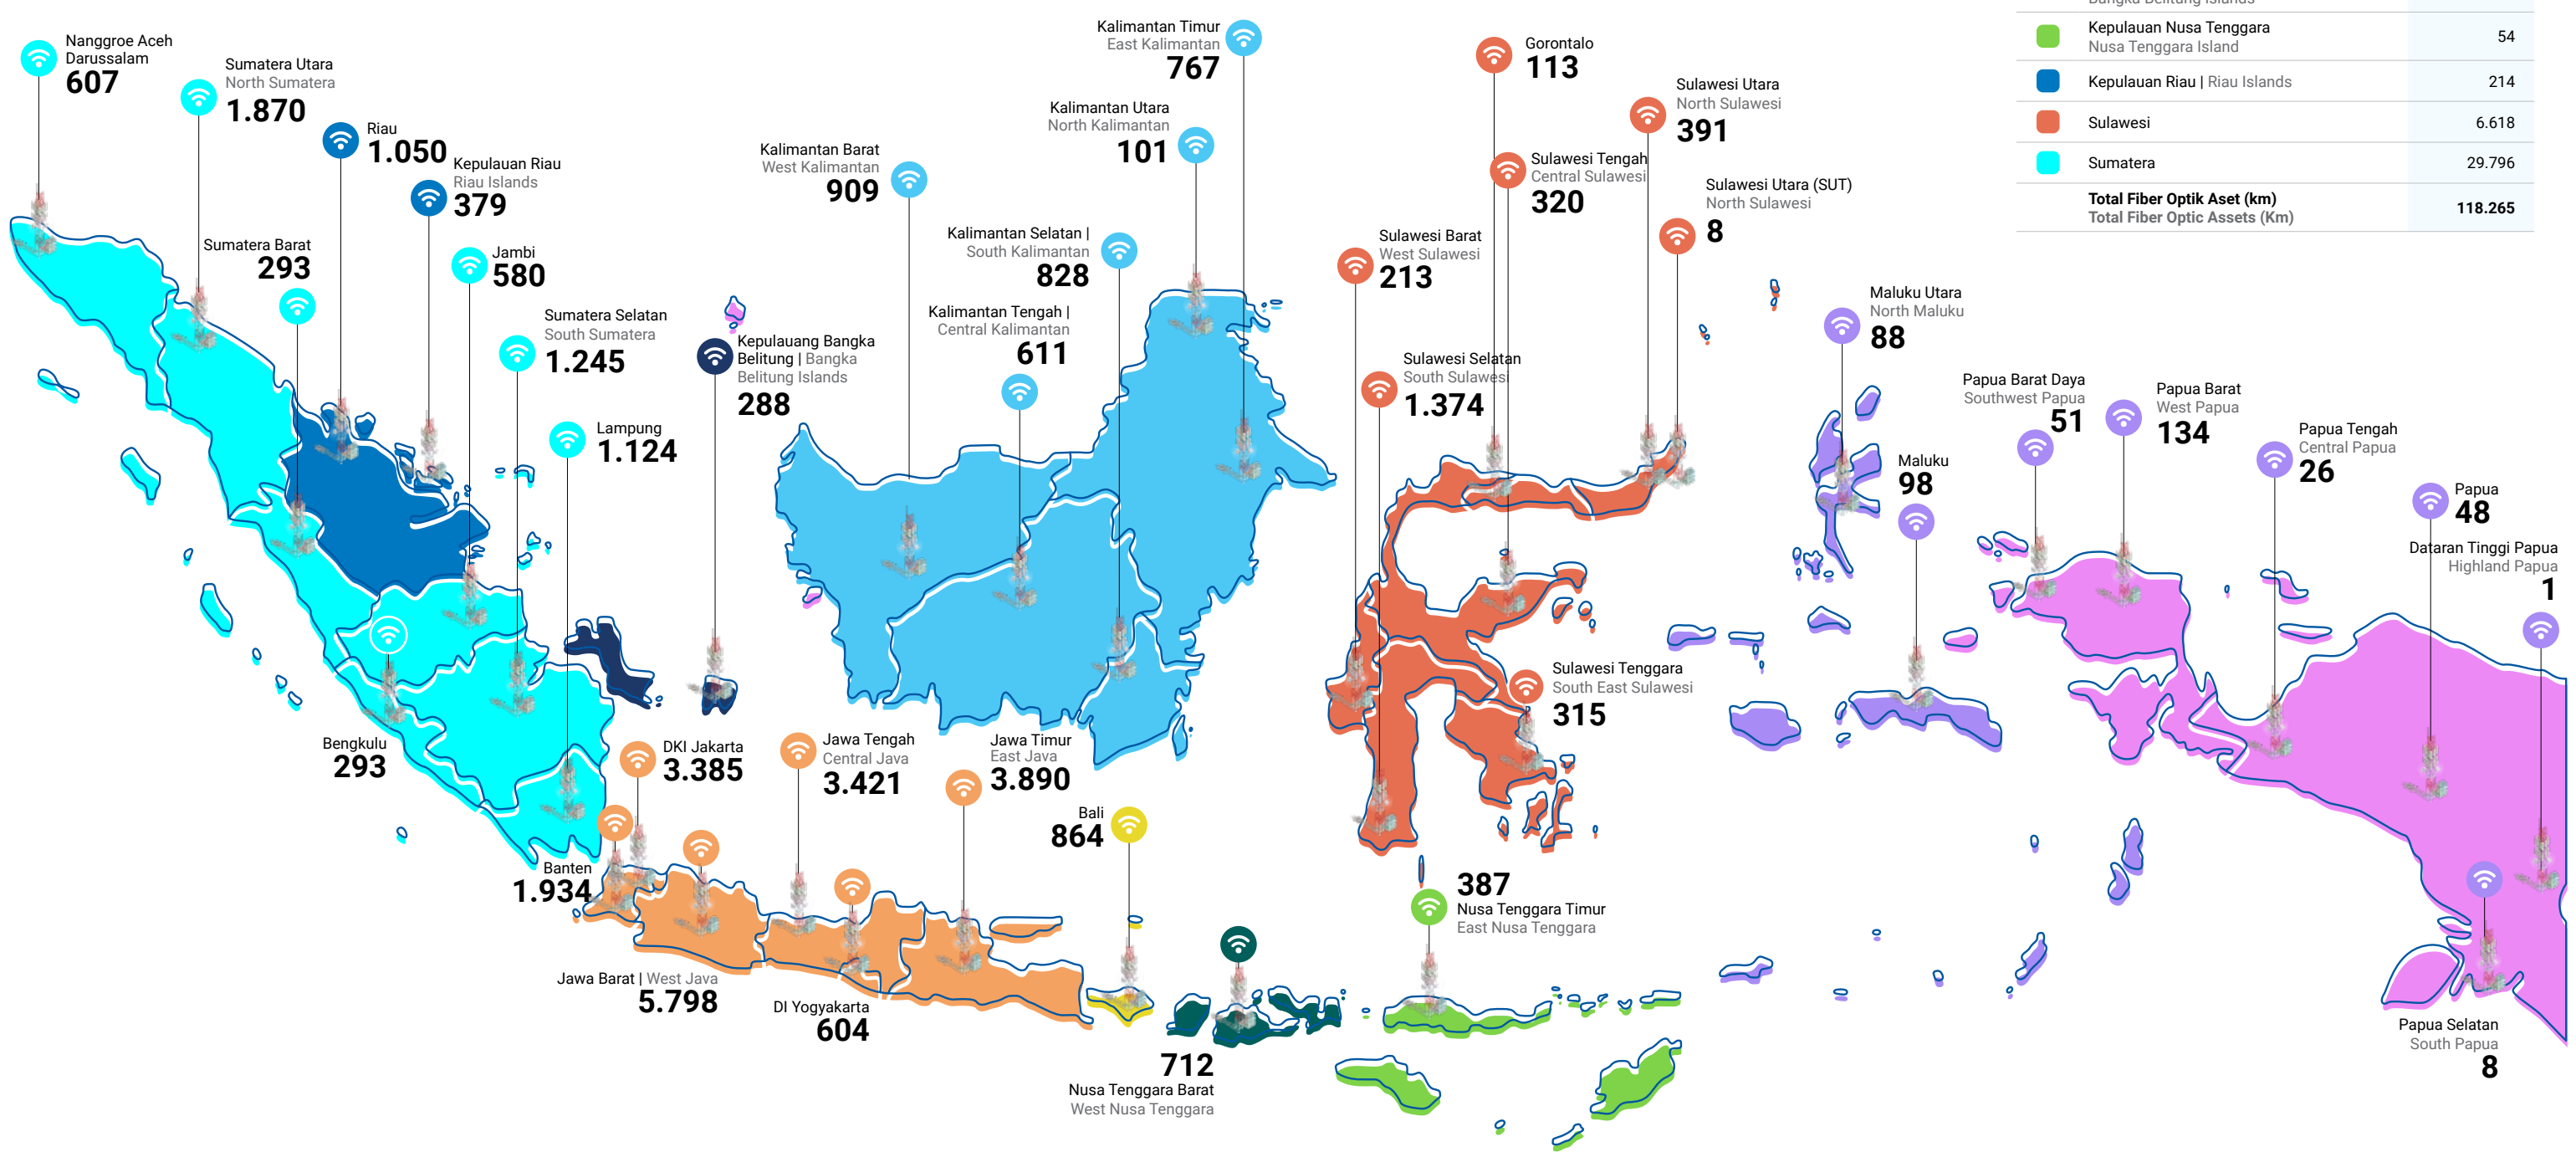 Nanggroe Aceh
Darussalam
607
Sumatera Utara
North Sumatera
1.870
Riau
1.050
Kepulauan Riau
Riau Islands
379
Sumatera Barat
293
Jambi
580
Sumatera Selatan
South Sumatera
1.245
Lampung
1.124
Kepulauang Bangka
Belitung | Bangka
Belitung Islands
288
Bengkulu
293
Kalimantan Timur
East Kalimantan
767
Kalimantan Utara
North Kalimantan
101
Kalimantan Barat
West Kalimantan
909
Kalimantan Selatan |
South Kalimantan
828
Kalimantan Tengah |
Central Kalimantan
611
Gorontalo
113
Sulawesi Utara
North Sulawesi
391
Sulawesi Tengah
Central Sulawesi
320
Sulawesi Utara (SUT)
North Sulawesi
8
Sulawesi Barat
West Sulawesi
213
Sulawesi Selatan
South Sulawesi
1.374
Sulawesi Tenggara
South East Sulawesi
315
Maluku Utara
North Maluku
88
Maluku
98
Papua Barat Daya
Southwest Papua
51
Papua Barat
West Papua
134
Papua Tengah
Central Papua
26
Papua
48
Dataran Tinggi Papua
Highland Papua
1
Papua Selatan
South Papua
8
DKI Jakarta
3.385
Banten
1.934
Jawa Barat | West Java
5.798
Jawa Tengah
Central Java
3.421
DI Yogyakarta
604
Jawa Timur
East Java
3.890
Bali
864
712
Nusa Tenggara Barat
West Nusa Tenggara
387
Nusa Tenggara Timur
East Nusa Tenggara
Bangka Belitung Islands
Kepulauan Nusa Tenggara
Nusa Tenggara Island
54
Kepulauan Riau | Riau Islands
214
Sulawesi
6.618
Sumatera
29.796
Total Fiber Optik Aset (km)
Total Fiber Optic Assets (Km)
118.265